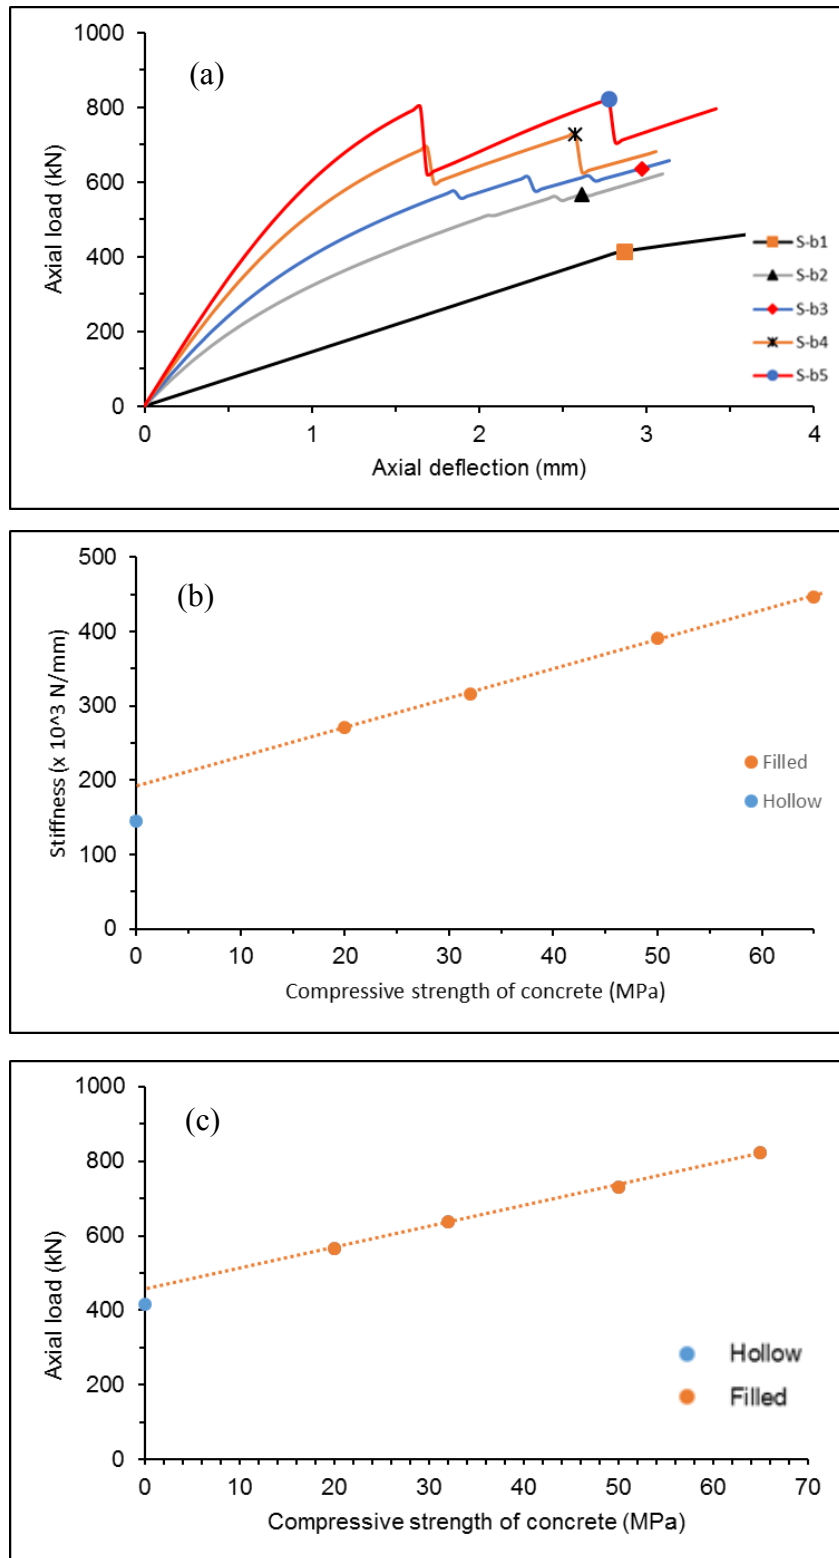 (a)
1000
800
600
400
200
0
Axial load (kN)
0 1 2 3 4
Axial deflection (mm)
S-b1
S-b2
S-b3
S-b4
S-b5
(b)
500
400
300
200
100
0
Stiffness (x 10^3 N/mm)
0 10 20 30 40 50 60
Compressive strength of concrete (MPa)
Filled
Hollow
(c)
1000
800
600
400
200
0
Axial load (kN)
0 10 20 30 40 50 60 70
Compressive strength of concrete (MPa)
Hollow
Filled